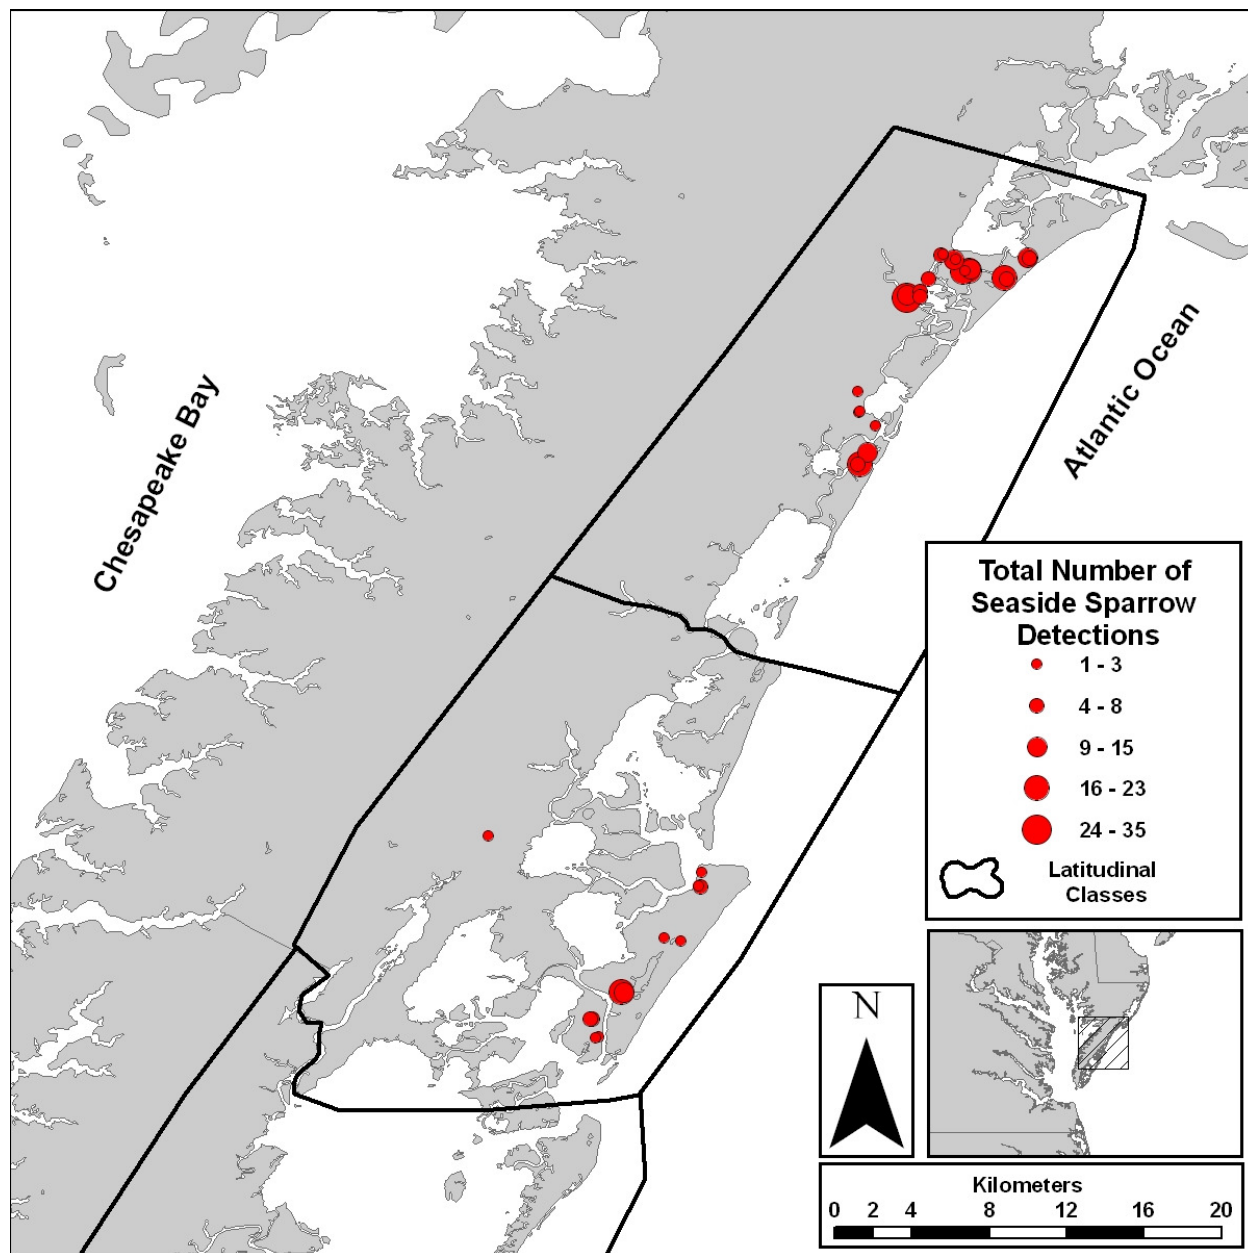 Chesapeake Bay
Atlantic Ocean
Total Number of
Seaside Sparrow
Detections
1 - 3
4 - 8
9 - 15
16 - 23
24 - 35
Latitudinal
Classes
N
Kilometers
0 2 4 8 12 16 20